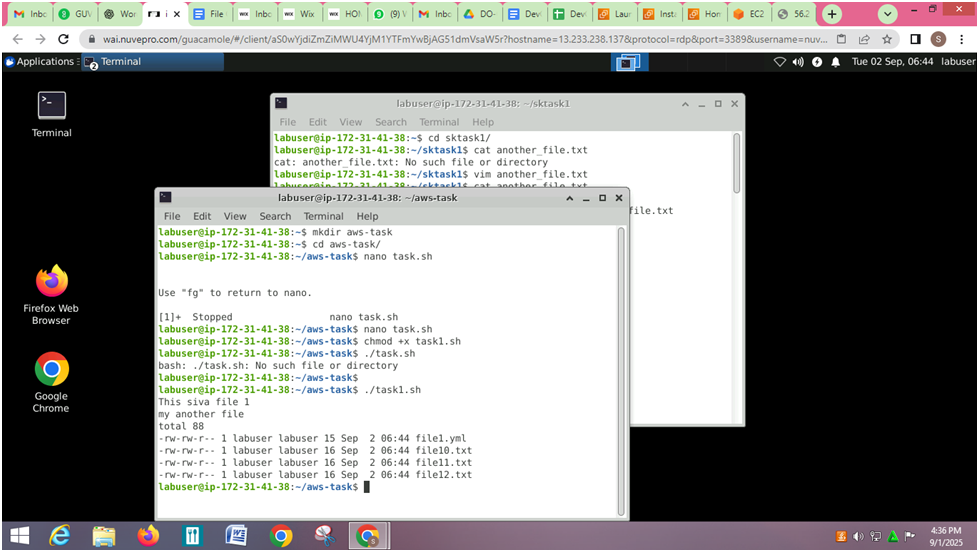 Inbo
GUV
Wor
i
File
Inbo
Wix
HON
(9) V
Inbo
DO-
Devi
Dev
Laun
Insta
Hom
EC2
56.2
wai.nuvepro.com/guacamole/#/client/aS0wYjdiZmZiMWU4YjM1YTFmYwBjAG51dmVsaW5r?hostname=13.233.238.137&protocol=rdp&port=3389&username=nuv...
S
Applications
2
Terminal
Tue 02 Sep, 06:44
labuser
Terminal
Firefox Web
Browser
Google
Chrome
labuser@ip-172-31-41-38: ~/sktask1
File Edit View Search Terminal Help
labuser@ip-172-31-41-38:~$ cd sktask1/
labuser@ip-172-31-41-38:~/sktask1$ cat another_file.txt
cat: another_file.txt: No such file or directory
labuser@ip-172-31-41-38:~/sktask1$ vim another_file.txt
labuser@ip-172-31-41-38:~/sktask1$ cat another_file.txt
file.txt
labuser@ip-172-31-41-38: ~/aws-task
File Edit View Search Terminal Help
labuser@ip-172-31-41-38:~$ mkdir aws-task
labuser@ip-172-31-41-38:~$ cd aws-task/
labuser@ip-172-31-41-38:~/aws-task$ nano task.sh
Use "fg" to return to nano.
[1]+  Stopped                 nano task.sh
labuser@ip-172-31-41-38:~/aws-task$ nano task.sh
labuser@ip-172-31-41-38:~/aws-task$ chmod +x task1.sh
labuser@ip-172-31-41-38:~/aws-task$ ./task.sh
bash: ./task.sh: No such file or directory
labuser@ip-172-31-41-38:~/aws-task$
labuser@ip-172-31-41-38:~/aws-task$ ./task1.sh
This siva file 1
my another file
total 88
-rw-rw-r-- 1 labuser labuser 15 Sep  2 06:44 file1.yml
-rw-rw-r-- 1 labuser labuser 16 Sep  2 06:44 file10.txt
-rw-rw-r-- 1 labuser labuser 16 Sep  2 06:44 file11.txt
-rw-rw-r-- 1 labuser labuser 16 Sep  2 06:44 file12.txt
labuser@ip-172-31-41-38:~/aws-task$
4:36 PM
9/1/2025